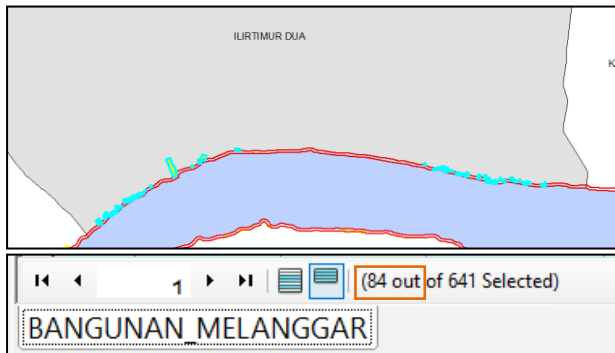 ILIRTIMUR DUA
K
1
(84 out of 641 Selected)
BANGUNAN_MELANGGAR